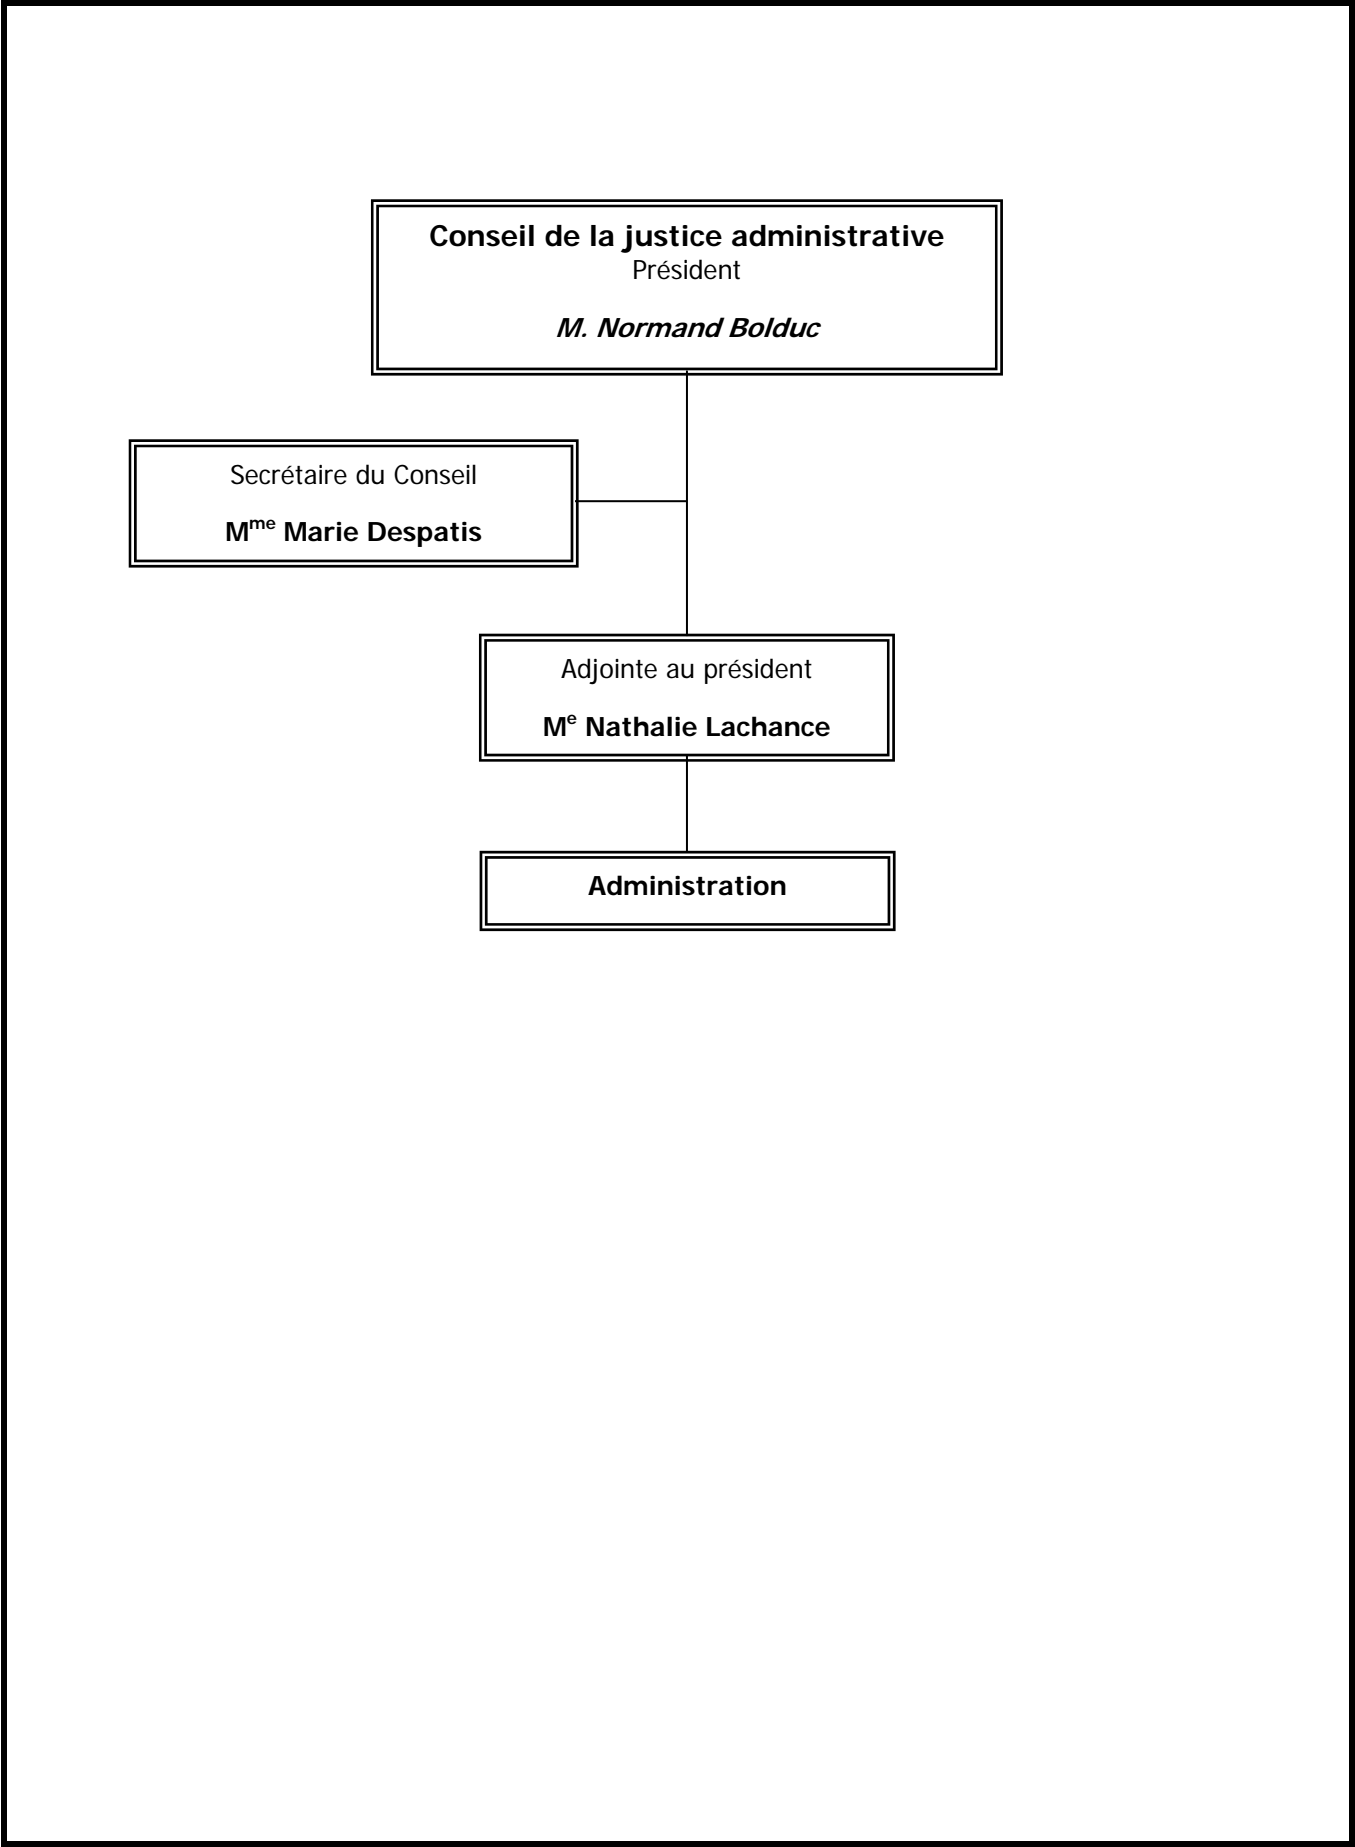 Conseil de la justice administrative
Président
M. Normand Bolduc
Secrétaire du Conseil
Mme Marie Despatis
Adjointe au président
Me Nathalie Lachance
Administration